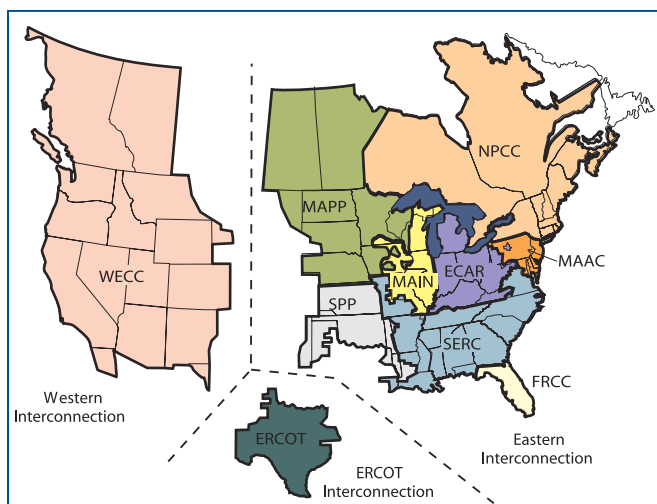 NPCC
MAPP
MAAC
WECC
MAIN
ECAR
SPP
SERC
FRCC
Western
Interconnection
ERCOT
Eastern
Interconnection
ERCOT
Interconnection